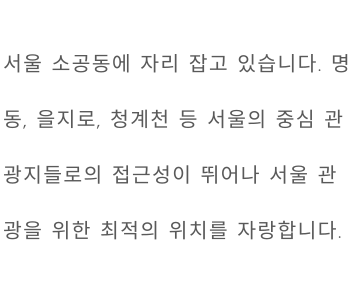 서울 소공동에 자리 잡고 있습니다. 명
동, 을지로, 청계천 등 서울의 중심 관
광지들로의 접근성이 뛰어나 서울 관
광을 위한 최적의 위치를 자랑합니다.